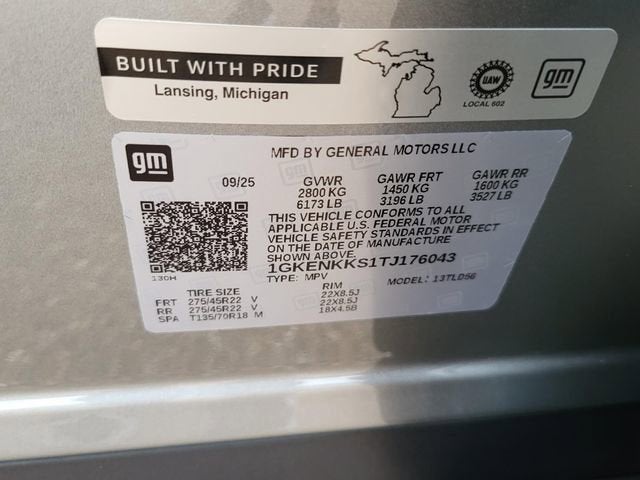 BUILT WITH PRIDE
Lansing, Michigan
UAW
LOCAL 602
gm
gm
MFD BY GENERAL MOTORS LLC
09/25 GVWR GAWR FRT GAWR RR
2800 KG 1450 KG 1600 KG
6173 LB 3196 LB 3527 LB
THIS VEHICLE CONFORMS TO ALL
APPLICABLE U.S. FEDERAL MOTOR
VEHICLE SAFETY STANDARDS IN EFFECT
ON THE DATE OF MANUFACTURE
SHOWN ABOVE.
1GKENKKS1TJ176043
TYPE: MPV MODEL: 13TLD56
130H
TIRE SIZE RIM
FRT 275/45R22 V 22X8.5J
RR 275/45R22 V 22X8.5J
SPA T135/70R18 M 18X4.5B